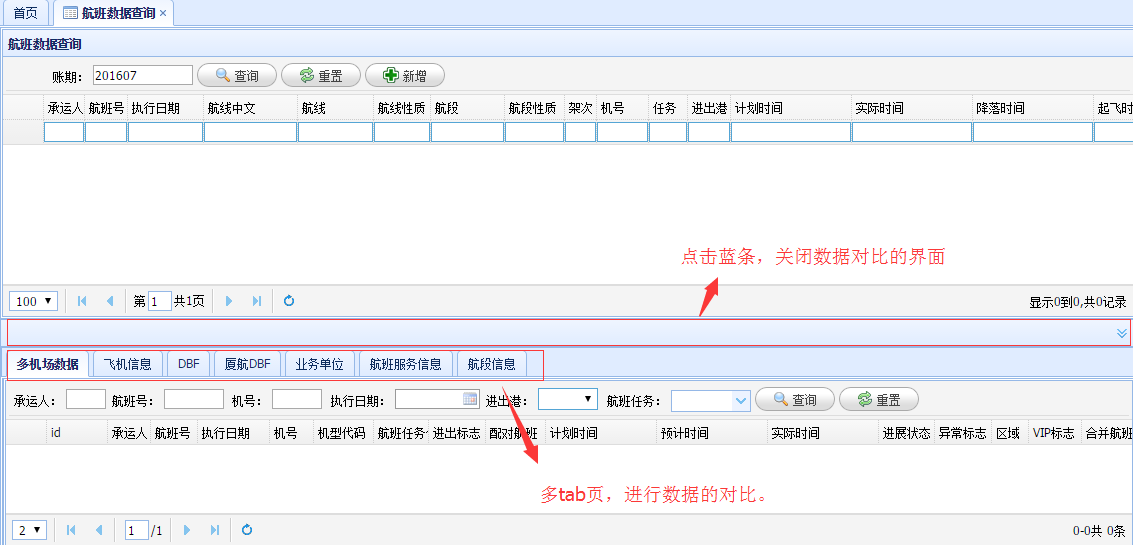 首页 航班数据查询 ×
航班数据查询
账期： 201607 查询 重置 新增
承运人 航班号 执行日期 航线中文 航线 航线性质 航段 航段性质 架次 机号 任务 进出港 计划时间 实际时间 降落时间 起飞时
点击蓝条，关闭数据对比的界面
100 第 1 共1页 显示0到0,共0记录
多机场数据 飞机信息 DBF 厦航DBF 业务单位 航班服务信息 航段信息
承运人： 航班号： 机号： 执行日期： 进出港： 航班任务： 查询 重置
id 承运人 航班号 执行日期 机号 机型代码 航班任务 进出标志 配对航班 计划时间 预计时间 实际时间 进展状态 异常标志 区域 VIP标志 合并航班
多tab页，进行数据的对比。
2 1 /1 0-0共 0条